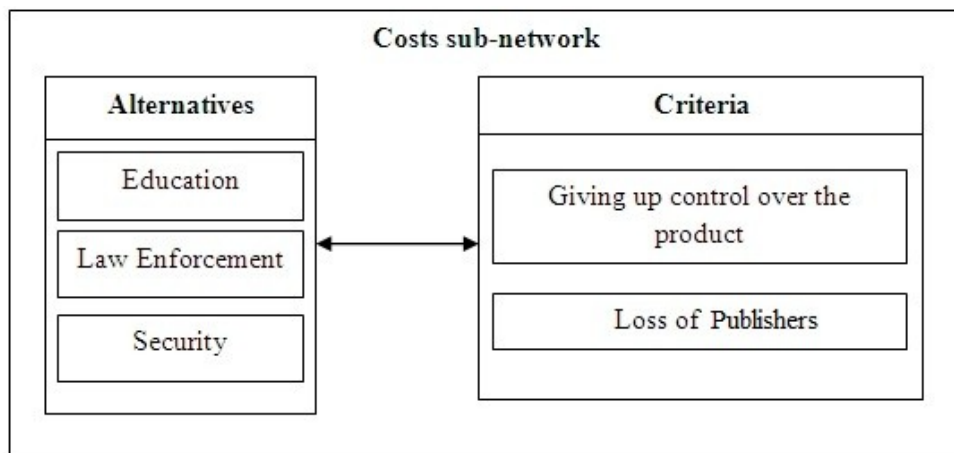 Costs sub-network
Alternatives
Education
Law Enforcement
Security
Criteria
Giving up control over the
product
Loss of Publishers